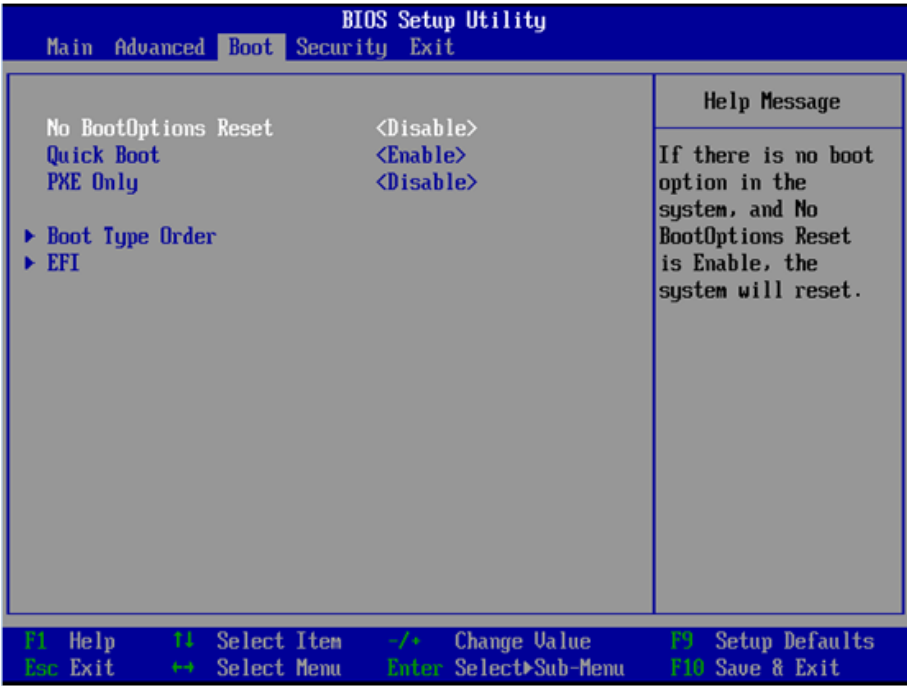 BIOS Setup Utility
Main Advanced Boot Security Exit
No BootOptions Reset <Disable>
Quick Boot <Enable>
PXE Only <Disable>
▶ Boot Type Order
▶ EFI
Help Message
If there is no boot
option in the
system, and No
BootOptions Reset
is Enable, the
system will reset.
F1 Help ↑↓ Select Item -/+ Change Value F9 Setup Defaults
Esc Exit ↔ Select Menu Enter Select▶Sub-Menu F10 Save & Exit